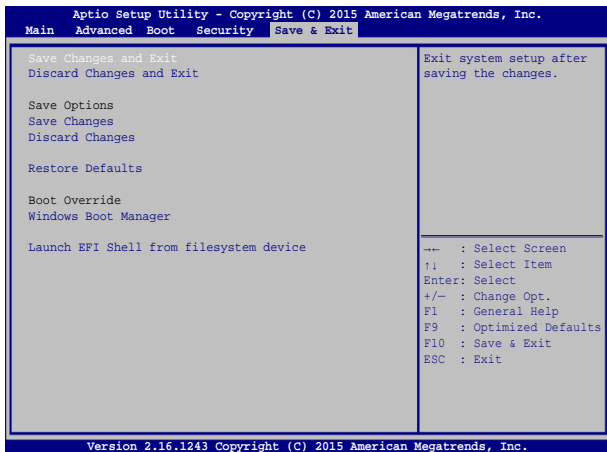 Aptio Setup Utility - Copyright (C) 2015 American Megatrends, Inc.
Main Advanced Boot Security Save & Exit
Save Changes and Exit
Discard Changes and Exit
Save Options
Save Changes
Discard Changes
Restore Defaults
Boot Override
Windows Boot Manager
Launch EFI Shell from filesystem device
Exit system setup after
saving the changes.
→← : Select Screen
↑↓ : Select Item
Enter: Select
+/— : Change Opt.
F1 : General Help
F9 : Optimized Defaults
F10 : Save & Exit
ESC : Exit
Version 2.16.1243 Copyright (C) 2015 American Megatrends, Inc.